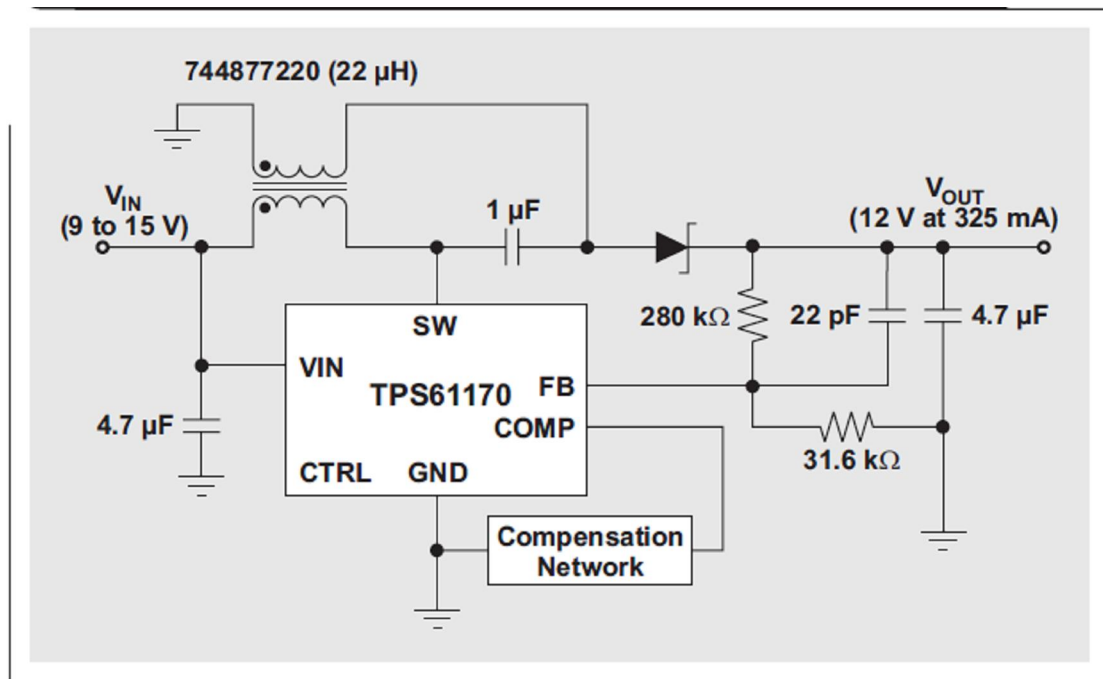 744877220 (22 µH)
VIN
(9 to 15 V)
1 µF
VOUT
(12 V at 325 mA)
SW
280 kΩ
22 pF
4.7 µF
VIN
TPS61170
FB
COMP
4.7 µF
31.6 kΩ
CTRL
GND
Compensation
Network